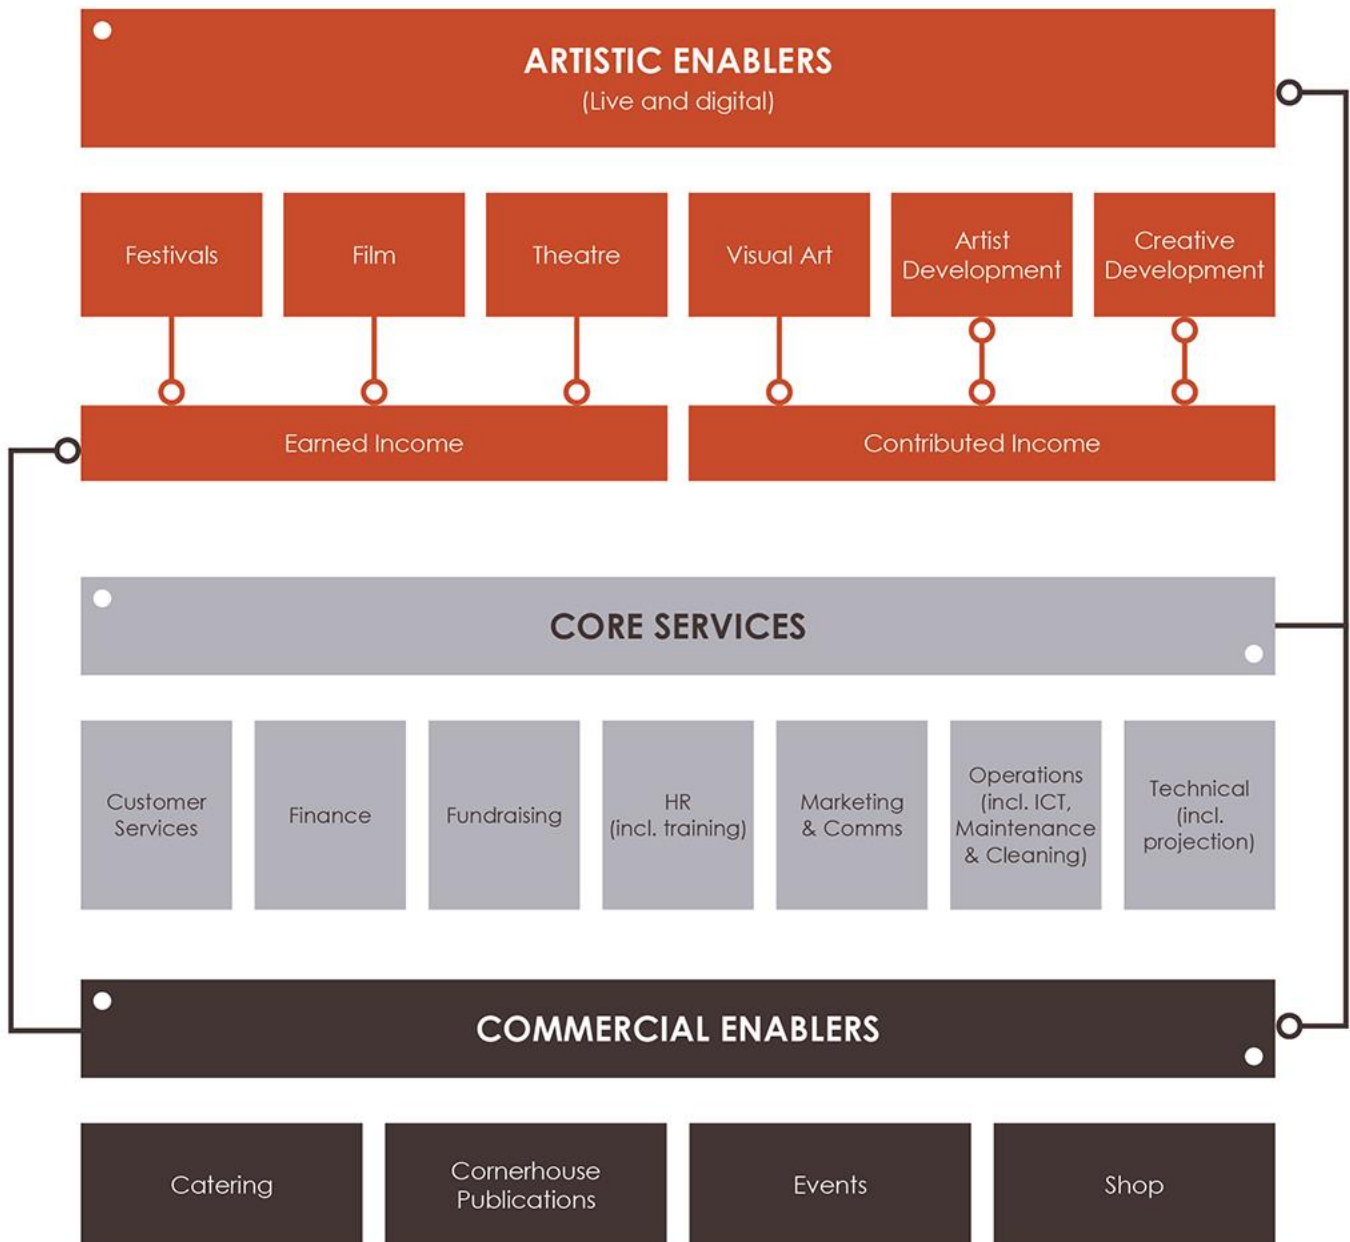 ARTISTIC ENABLERS
(Live and digital)
Festivals
Film
Theatre
Visual Art
Artist
Development
Creative
Development
Earned Income
Contributed Income
CORE SERVICES
Customer
Services
Finance
Fundraising
HR
(incl. training)
Marketing
& Comms
Operations
(incl. ICT,
Maintenance
& Cleaning)
Technical
(incl.
projection)
COMMERCIAL ENABLERS
Catering
Cornerhouse
Publications
Events
Shop